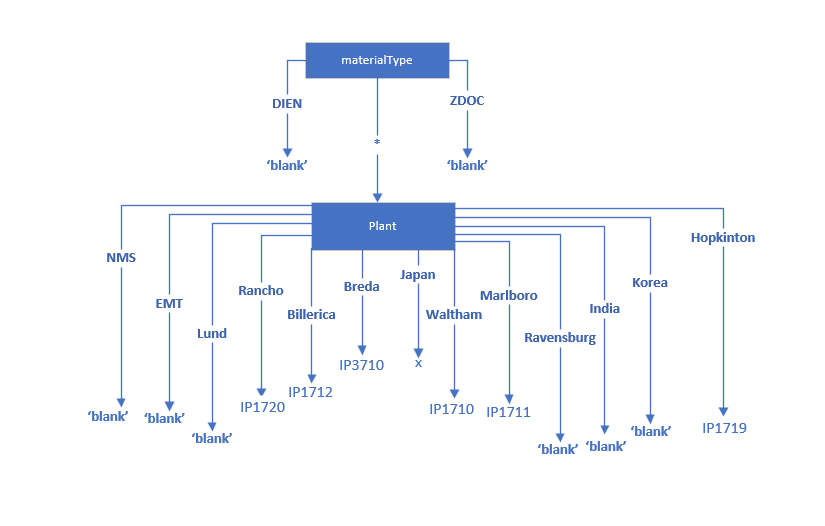 materialType
DIEN
ZDOC
*
‘blank’
‘blank’
Plant
NMS
EMT
Lund
Rancho
Billerica
Breda
Japan
Waltham
Marlboro
Ravensburg
India
Korea
Hopkinton
‘blank’
‘blank’
‘blank’
IP1720
IP1712
IP3710
x
IP1710
IP1711
‘blank’
‘blank’
‘blank’
IP1719